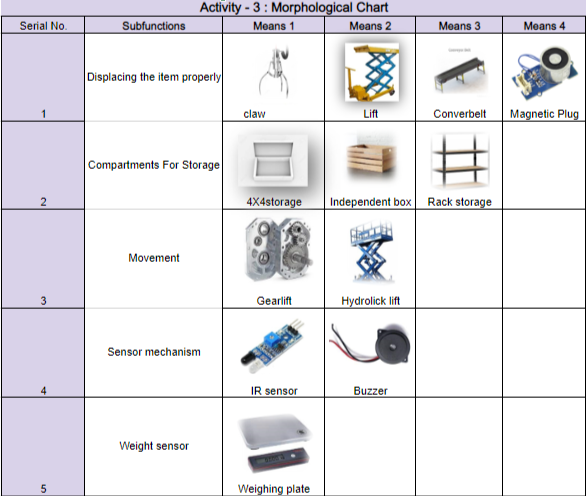 Activity - 3 : Morphological Chart
Serial No. Subfunctions Means 1 Means 2 Means 3 Means 4
1 Displacing the item properly claw Lift Converbelt Magnetic Plug
2 Compartments For Storage 4X4storage Independent box Rack storage
3 Movement Gearlift Hydrolick lift
4 Sensor mechanism IR sensor Buzzer
5 Weight sensor Weighing plate